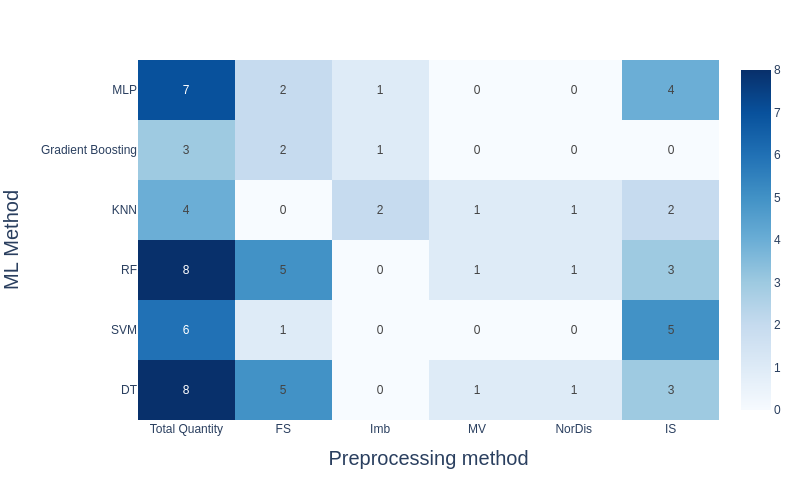 MLP 7 2 1 0 0 4
Gradient Boosting 3 2 1 0 0 0
KNN 4 0 2 1 1 2
RF 8 5 0 1 1 3
SVM 6 1 0 0 0 5
DT 8 5 0 1 1 3
Total Quantity FS Imb MV NorDis IS
Preprocessing method
ML Method
8
7
6
5
4
3
2
1
0